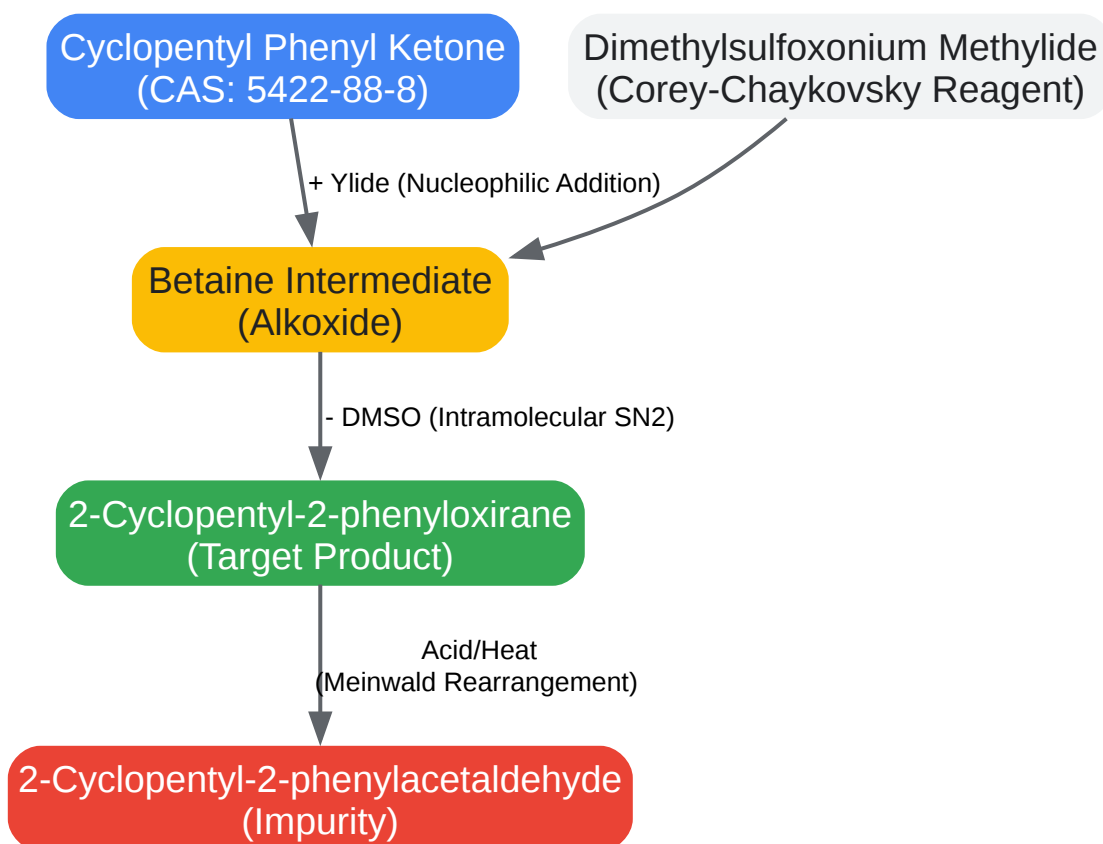 Cyclopentyl Phenyl Ketone
(CAS: 5422-88-8)
Dimethylsulfoxonium Methylide
(Corey-Chaykovsky Reagent)
+ Ylide (Nucleophilic Addition)
Betaine Intermediate
(Alkoxide)
- DMSO (Intramolecular SN2)
2-Cyclopentyl-2-phenyloxirane
(Target Product)
Acid/Heat
(Meinwald Rearrangement)
2-Cyclopentyl-2-phenylacetaldehyde
(Impurity)